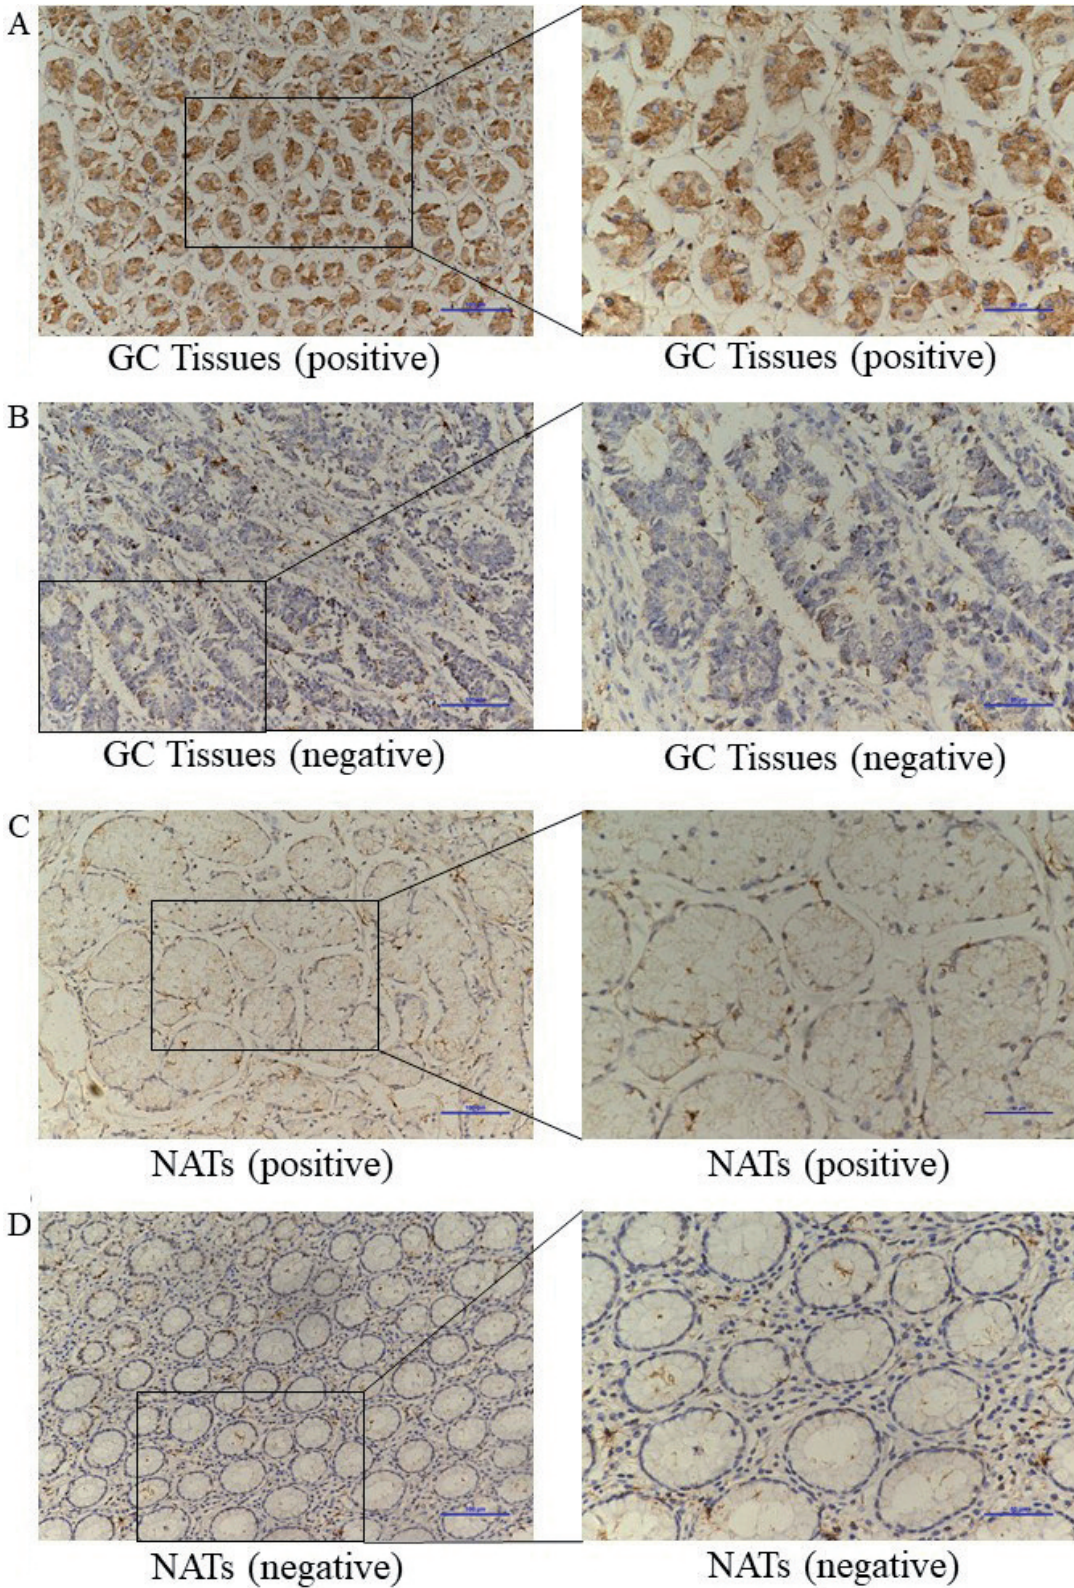 A
GC Tissues (positive)
GC Tissues (positive)
B
GC Tissues (negative)
GC Tissues (negative)
C
NATs (positive)
NATs (positive)
D
NATs (negative)
NATs (negative)